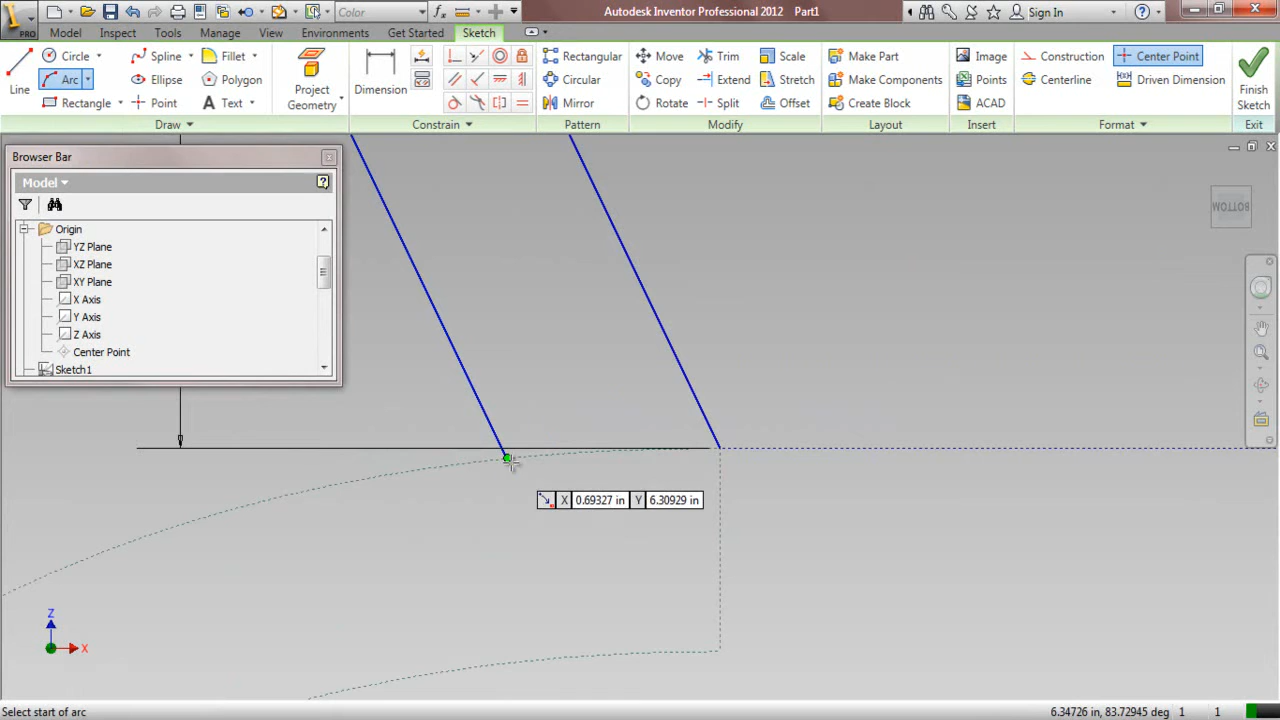 PRO
Color
Autodesk Inventor Professional 2012 Part1
Sign In
Model Inspect Tools Manage View Environments Get Started Sketch
Line
Circle
Arc
Rectangle
Spline
Ellipse
Point
Fillet
Polygon
Text
Draw
Project
Geometry
Dimension
Constrain
Rectangular
Circular
Mirror
Pattern
Move
Copy
Rotate
Trim
Extend
Split
Scale
Stretch
Offset
Modify
Make Part
Make Components
Create Block
Layout
Image
Points
ACAD
Insert
Construction
Centerline
Center Point
Driven Dimension
Format
Finish
Sketch
Exit
Browser Bar
Model
Origin
YZ Plane
XZ Plane
XY Plane
X Axis
Y Axis
Z Axis
Center Point
Sketch1
BOTTOM
X 0.69327 in Y 6.30929 in
Z
X
Select start of arc
6.34726 in, 83.72945 deg 1 1